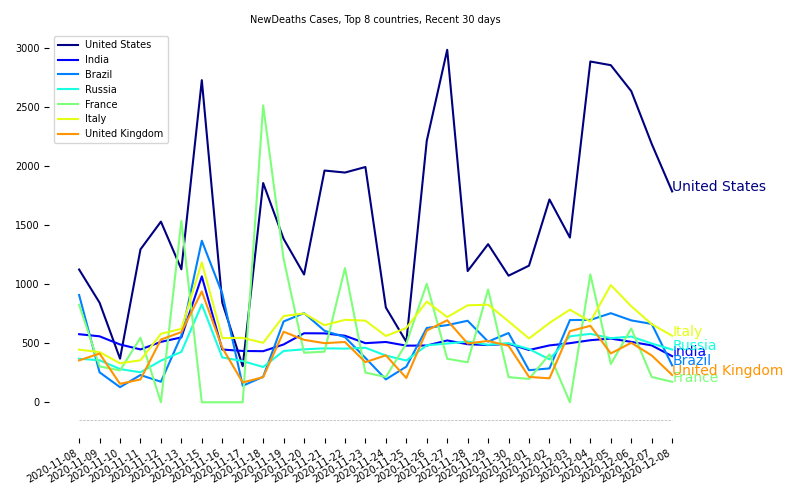 NewDeaths Cases, Top 8 countries, Recent 30 days
United States
India
Brazil
Russia
France
Italy
United Kingdom
3000
2500
2000
1500
1000
500
0
United States
Italy
Russia
India
Brazil
United Kingdom
France
2020-11-08
2020-11-09
2020-11-10
2020-11-11
2020-11-12
2020-11-13
2020-11-15
2020-11-16
2020-11-17
2020-11-18
2020-11-19
2020-11-20
2020-11-21
2020-11-22
2020-11-23
2020-11-24
2020-11-25
2020-11-26
2020-11-27
2020-11-28
2020-11-29
2020-11-30
2020-12-01
2020-12-02
2020-12-03
2020-12-04
2020-12-05
2020-12-06
2020-12-07
2020-12-08